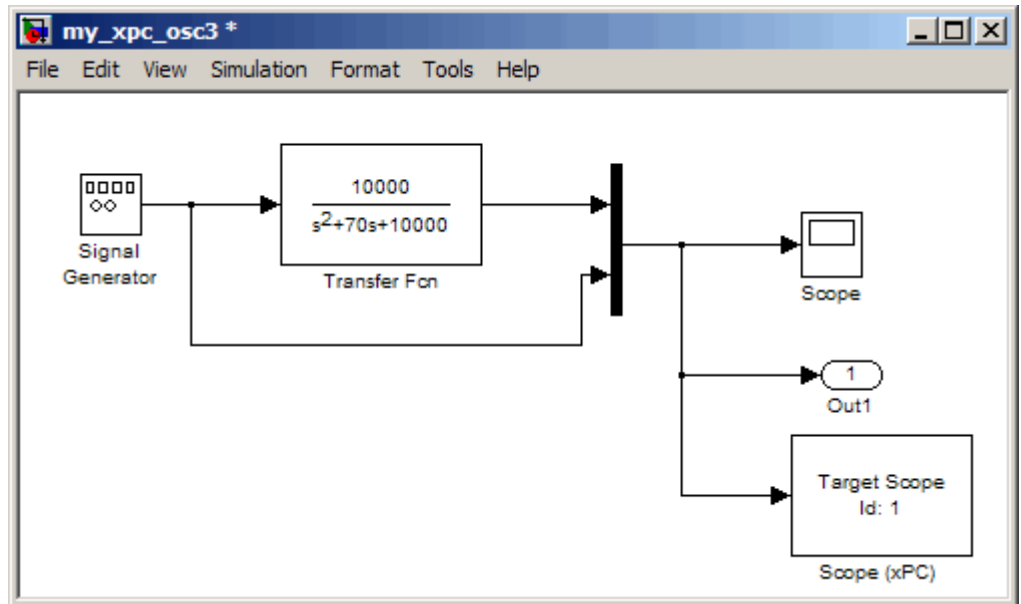 my_xpc_osc3 *
File Edit View Simulation Format Tools Help
10000
s²+70s+10000
Signal
Generator
Transfer Fcn
Scope
1
Out1
Target Scope
Id: 1
Scope (xPC)